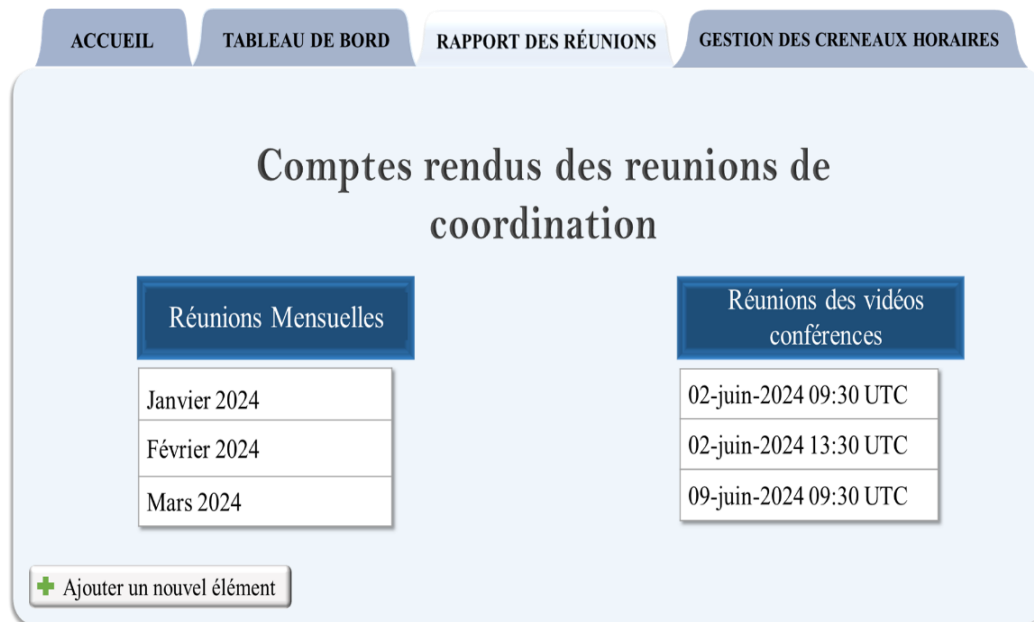 ACCUEIL
TABLEAU DE BORD
RAPPORT DES RÉUNIONS
GESTION DES CRENEAUX HORAIRES
Comptes rendus des reunions de
coordination
Réunions Mensuelles
Janvier 2024
Février 2024
Mars 2024
Réunions des vidéos
conférences
02-juin-2024 09:30 UTC
02-juin-2024 13:30 UTC
09-juin-2024 09:30 UTC
Ajouter un nouvel élément